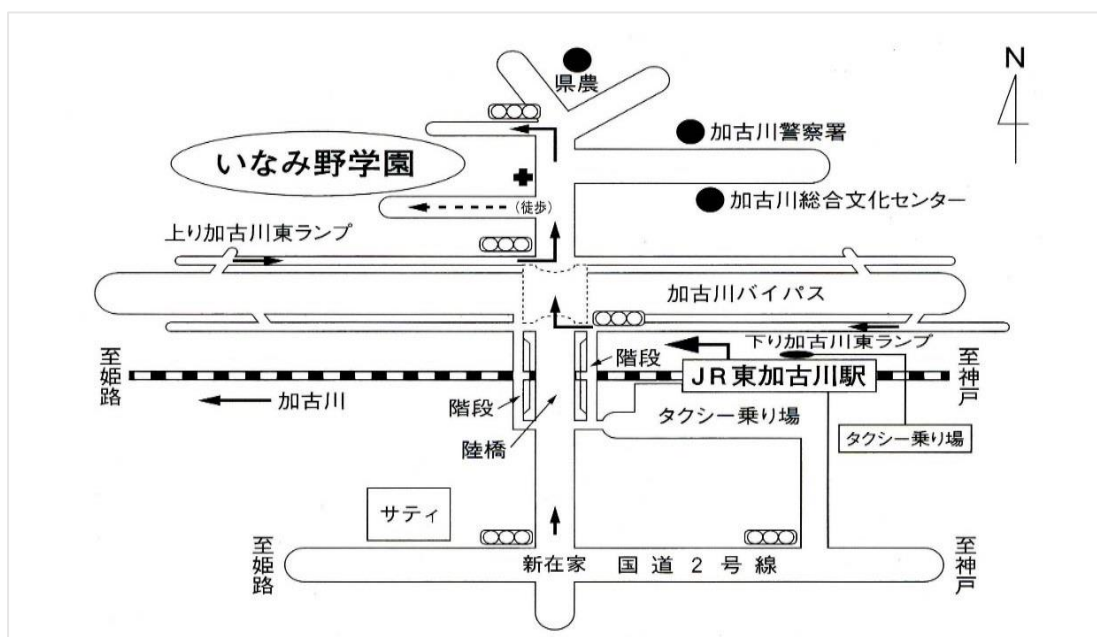 N
県農
加古川警察署
いなみ野学園
加古川総合文化センター
(徒歩)
上り加古川東ランプ
加古川バイパス
下り加古川東ランプ
至姫路
階段
JR東加古川駅
至神戸
加古川
階段
タクシー乗り場
タクシー乗り場
陸橋
サティ
至姫路
新在家
国道2号線
至神戸